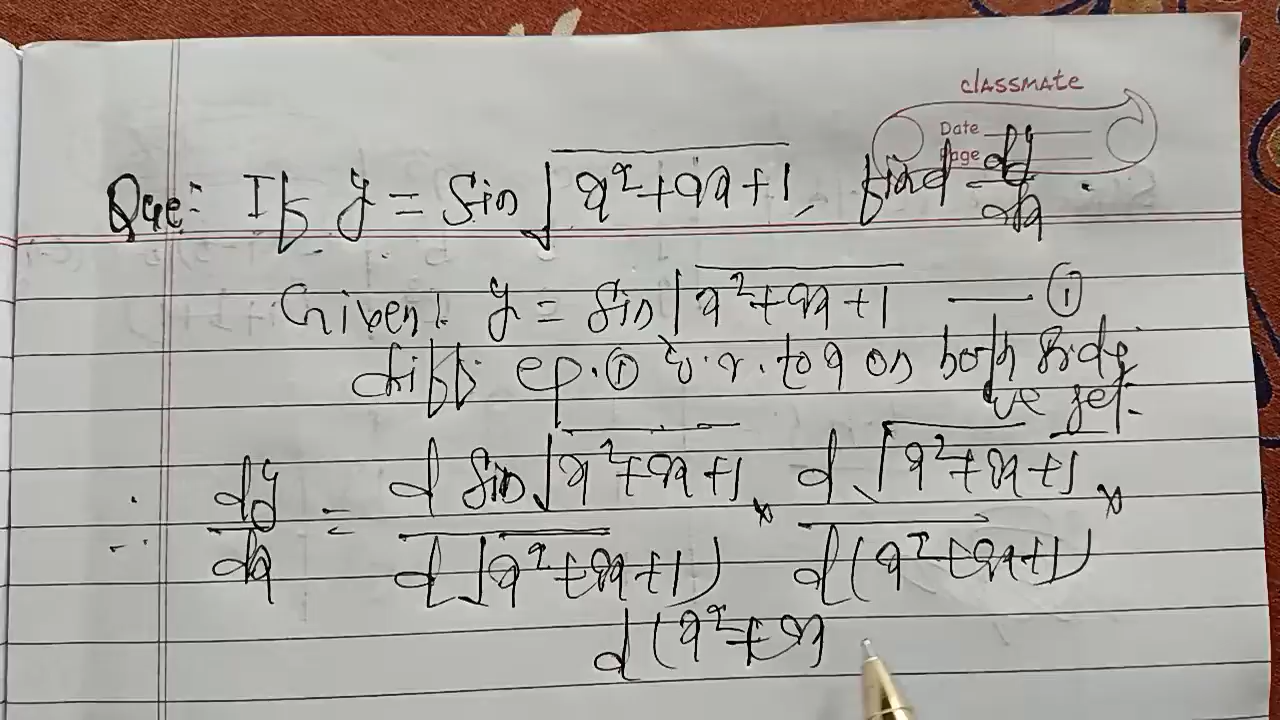 classmate
Date
Page
Que:- If y = Sin√(x²+ax+1), find dy/dx.
Given:- y = Sin√(x²+ax+1) — ①
diff. eq. ① w.r. to x on both side,
we get.
∴ dy/dx = d Sin√(x²+ax+1) / d√(x²+ax+1) × d√(x²+ax+1) / d(x²+ax+1) ×
d(x²+ax